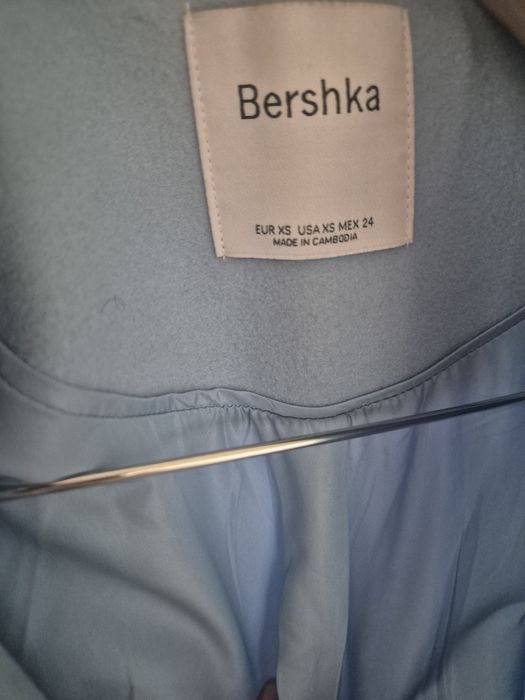 Bershka
EUR XS USA XS MEX 24
MADE IN CAMBODIA